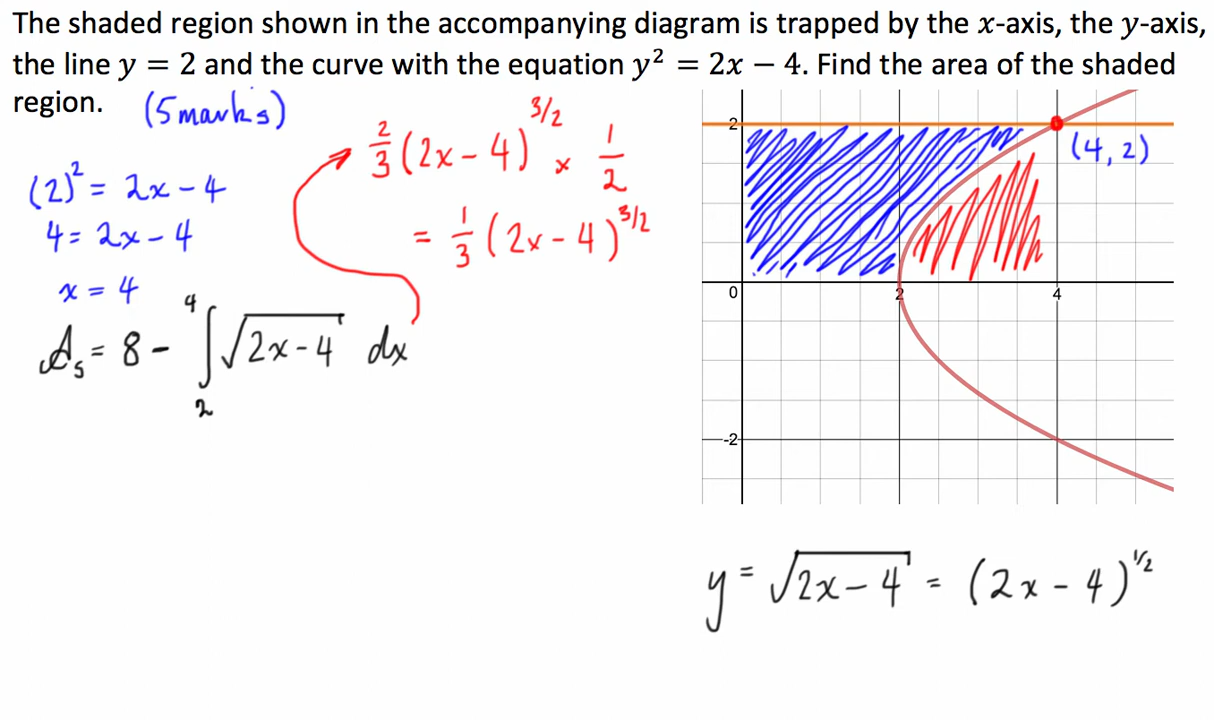 The shaded region shown in the accompanying diagram is trapped by the x-axis, the y-axis,
the line y = 2 and the curve with the equation y² = 2x − 4. Find the area of the shaded
region. (5 marks)
(2)² = 2x − 4
4 = 2x − 4
x = 4
A_s = 8 − ∫₂⁴ √(2x−4) dx
2/3 (2x − 4)^(3/2) × 1/2
= 1/3 (2x − 4)^(3/2)
2
(4, 2)
0
2
4
-2
y = √(2x−4) = (2x − 4)^(1/2)